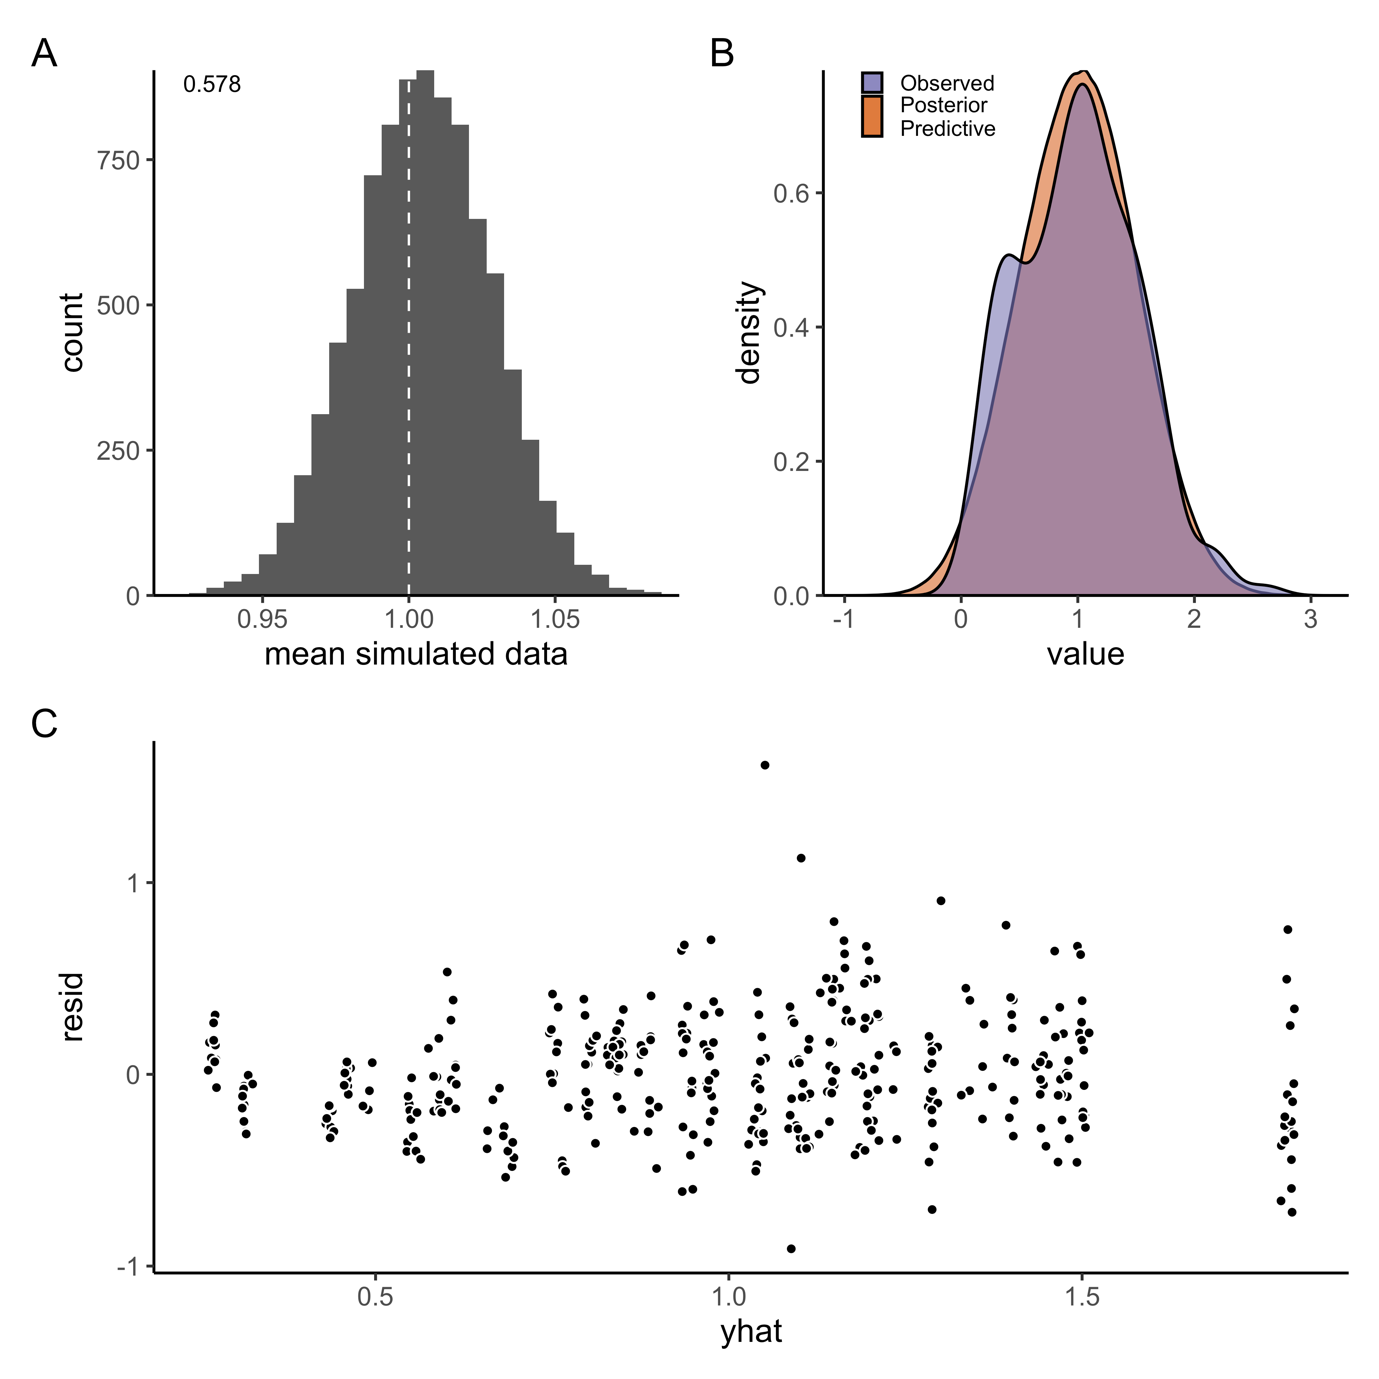 A
0.578
750
500
250
0
count
0.95
1.00
1.05
mean simulated data
B
Observed
Posterior
Predictive
0.6
0.4
0.2
0.0
density
-1
0
1
2
3
value
C
1
0
-1
resid
0.5
1.0
1.5
yhat